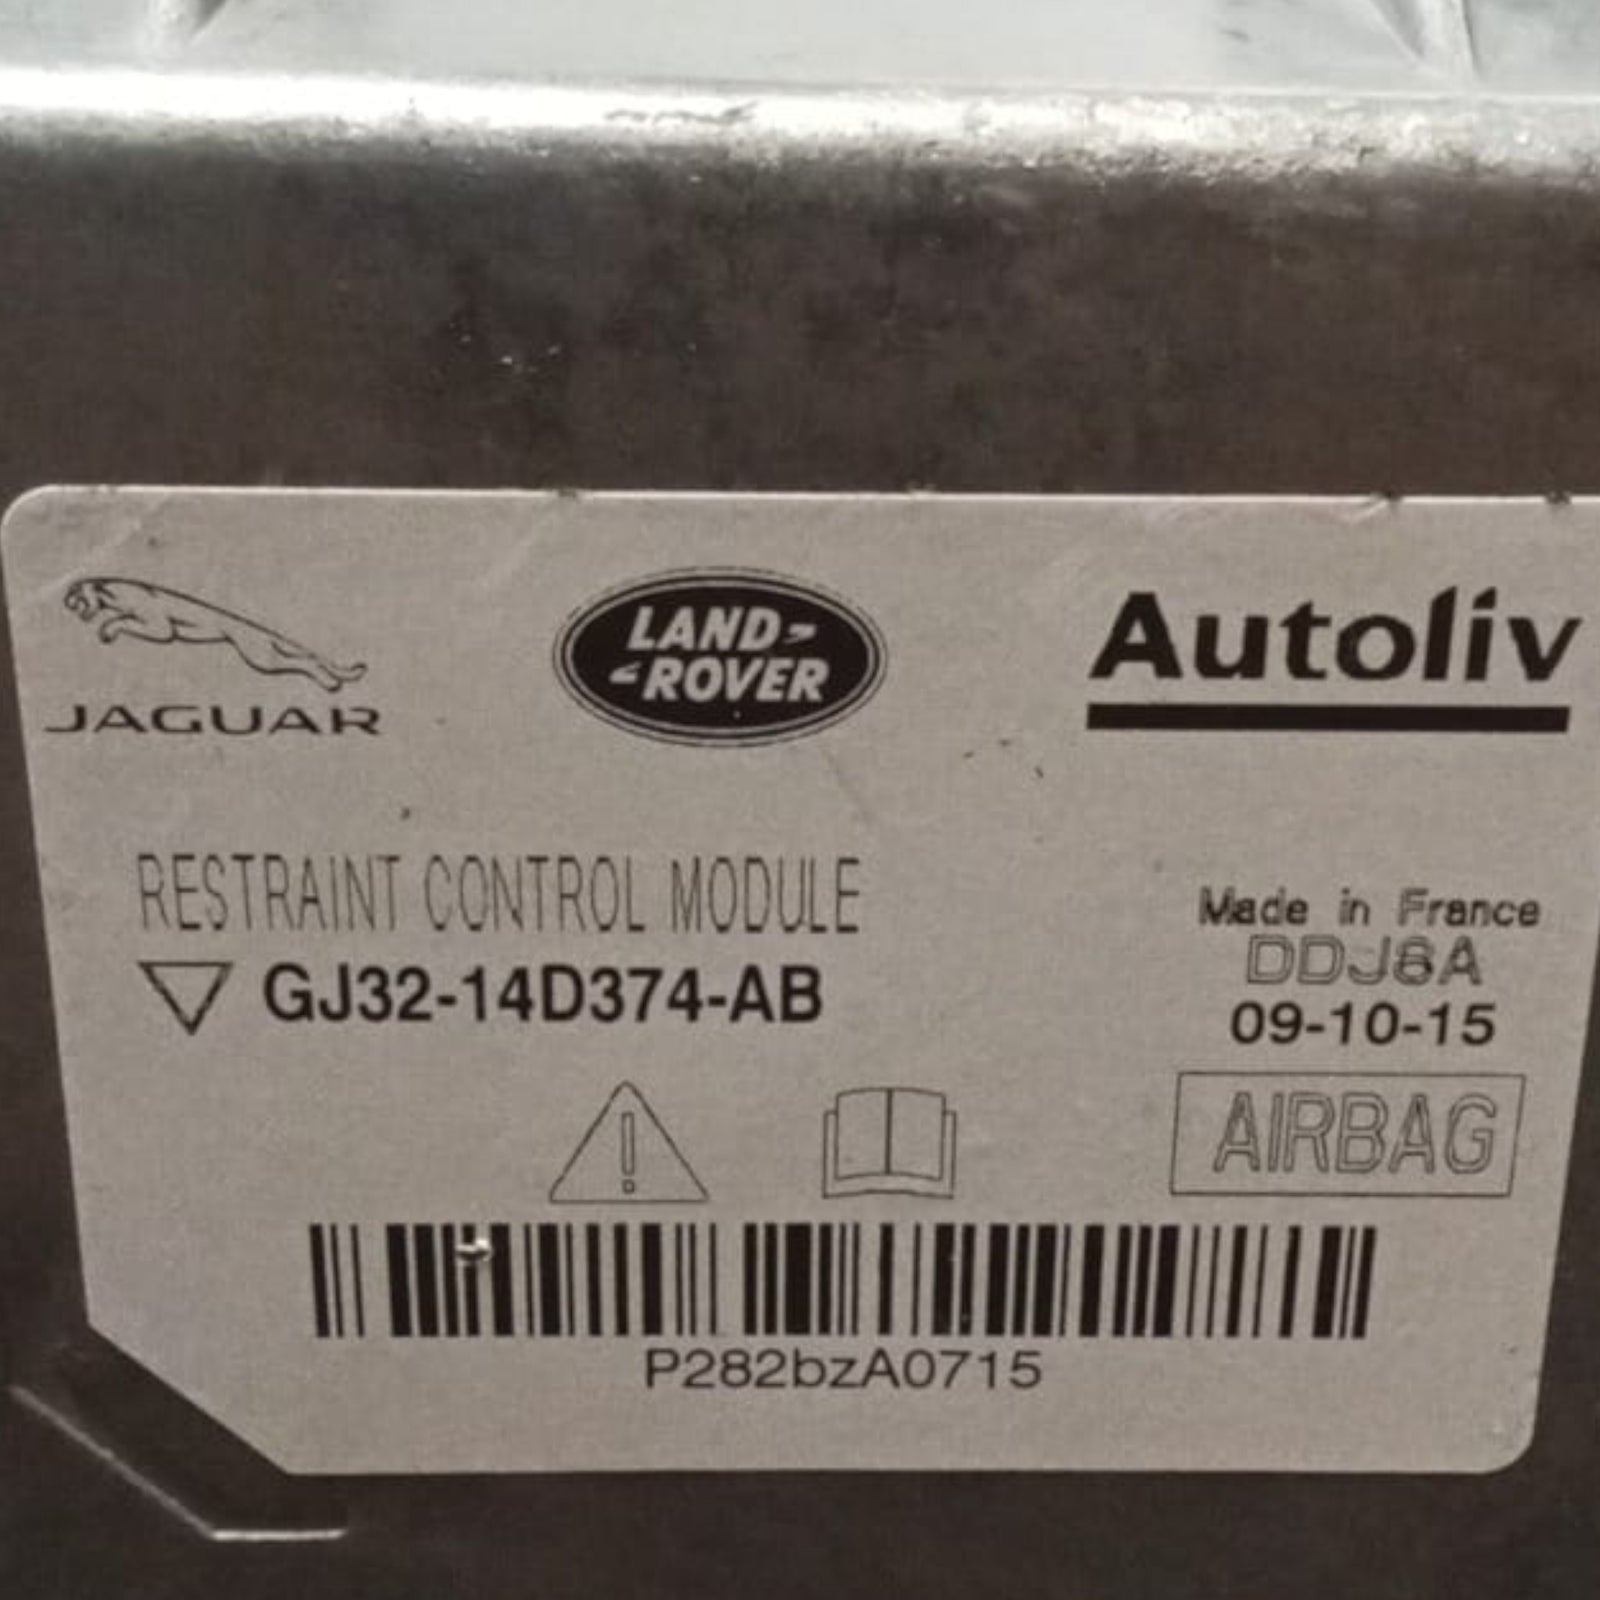 JAGUAR
LAND-
-ROVER
Autoliv
RESTRAINT CONTROL MODULE
GJ32-14D374-AB
Made in France
DDJ8A
09-10-15
AIRBAG
P282bzA0715